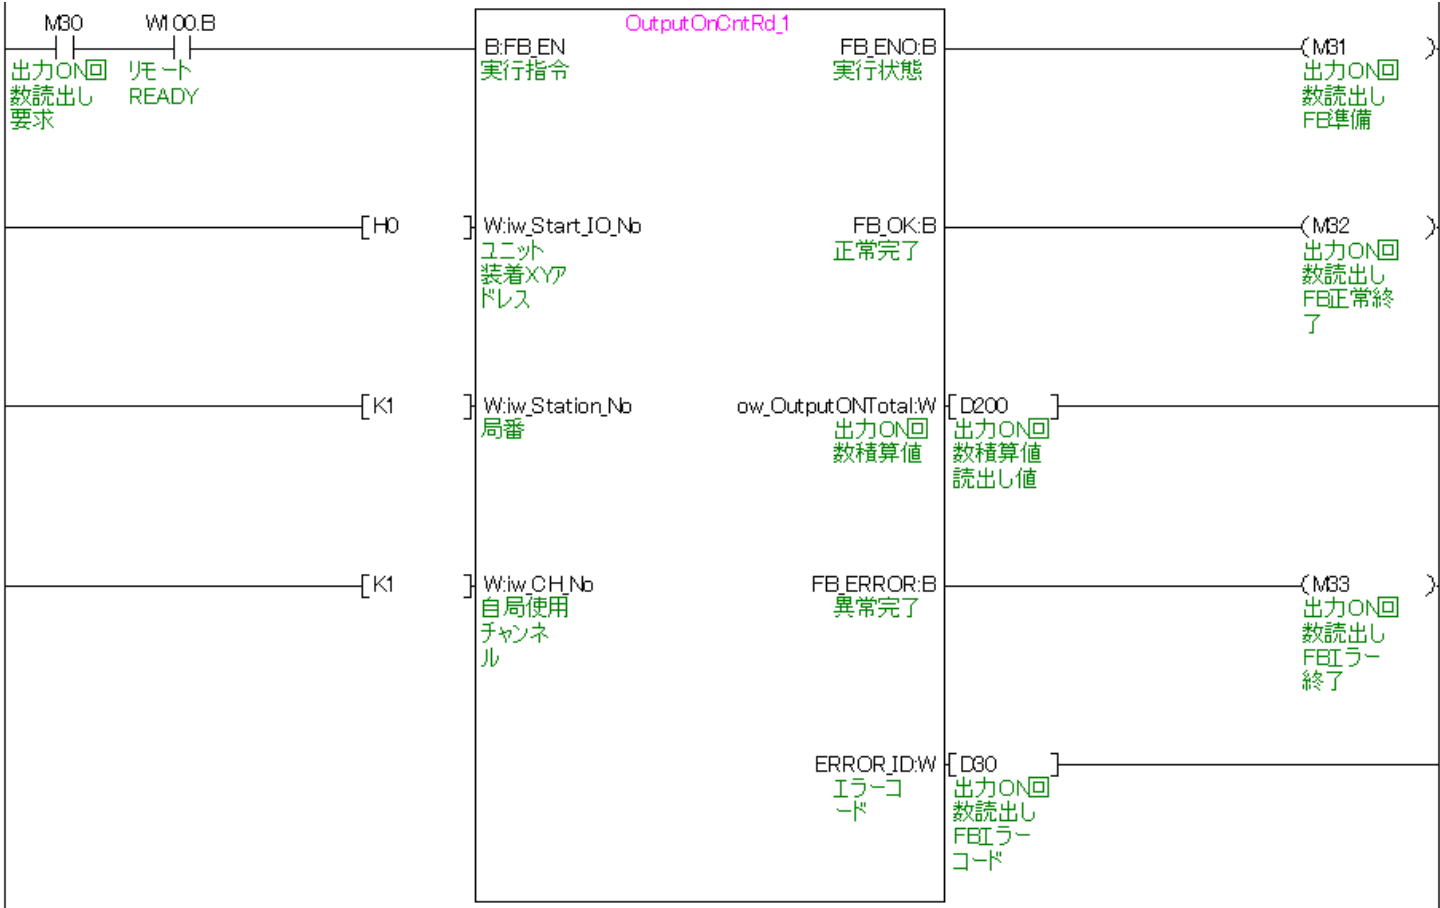 OutputOnCntRd_1
M30
W100.B
B:FB_EN
FB_ENO:B
M31
出力ON回
数読出し
要求
リモート
READY
実行指令
実行状態
出力ON回
数読出し
FB準備
H0
W:iw_Start_IO_No
FB_OK:B
M32
ユニット
装着XYア
ドレス
正常完了
出力ON回
数読出し
FB正常終
了
K1
W:iw_Station_No
ow_OutputONTotal:W
D200
局番
出力ON回
数積算値
出力ON回
数積算値
読出し値
K1
W:iw_CH_No
FB_ERROR:B
M33
自局使用
チャンネ
ル
異常完了
出力ON回
数読出し
FBエラー
終了
ERROR_ID:W
D30
エラーコ
ード
出力ON回
数読出し
FBエラー
コード